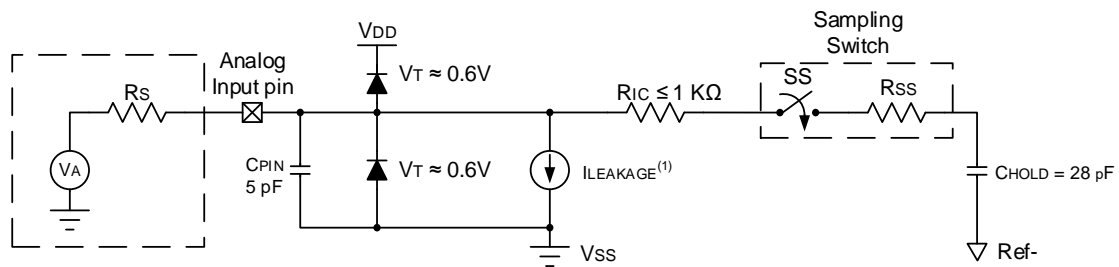 Sampling
Switch
VDD
Analog
Input pin
VT ≈ 0.6V
SS
RS
RIC ≤ 1 KΩ
RSS
VA
CPIN
5 pF
VT ≈ 0.6V
ILEAKAGE(1)
CHOLD = 28 pF
VSS
Ref-